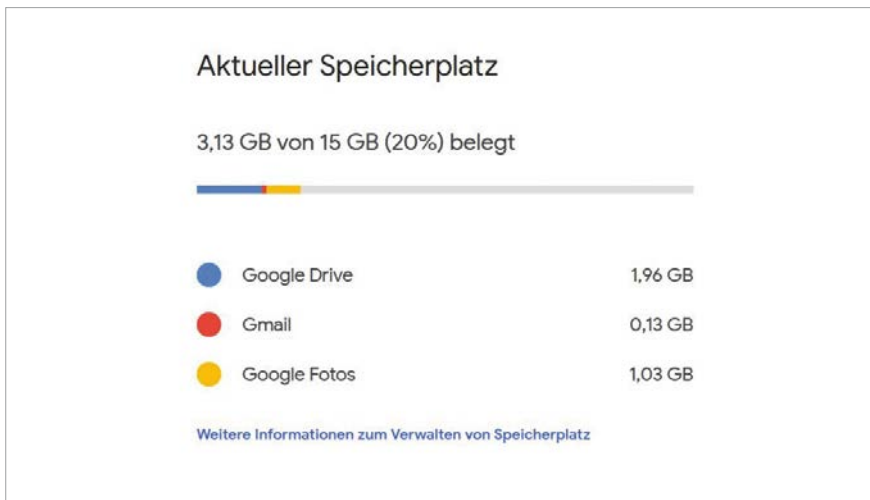 Aktueller Speicherplatz
3,13 GB von 15 GB (20%) belegt
Google Drive 1,96 GB
Gmail 0,13 GB
Google Fotos 1,03 GB
Weitere Informationen zum Verwalten von Speicherplatz